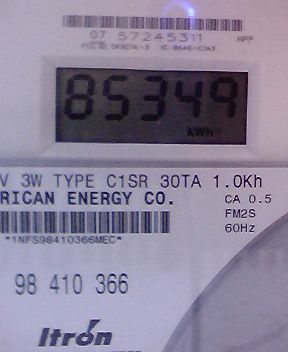 07 57245311
85349
kWh
V 3W TYPE C1SR 30TA 1.0Kh
RICAN ENERGY CO.
CA 0.5
FM2S
60Hz
*1NFS98410366MEC*
98 410 366
Itrón